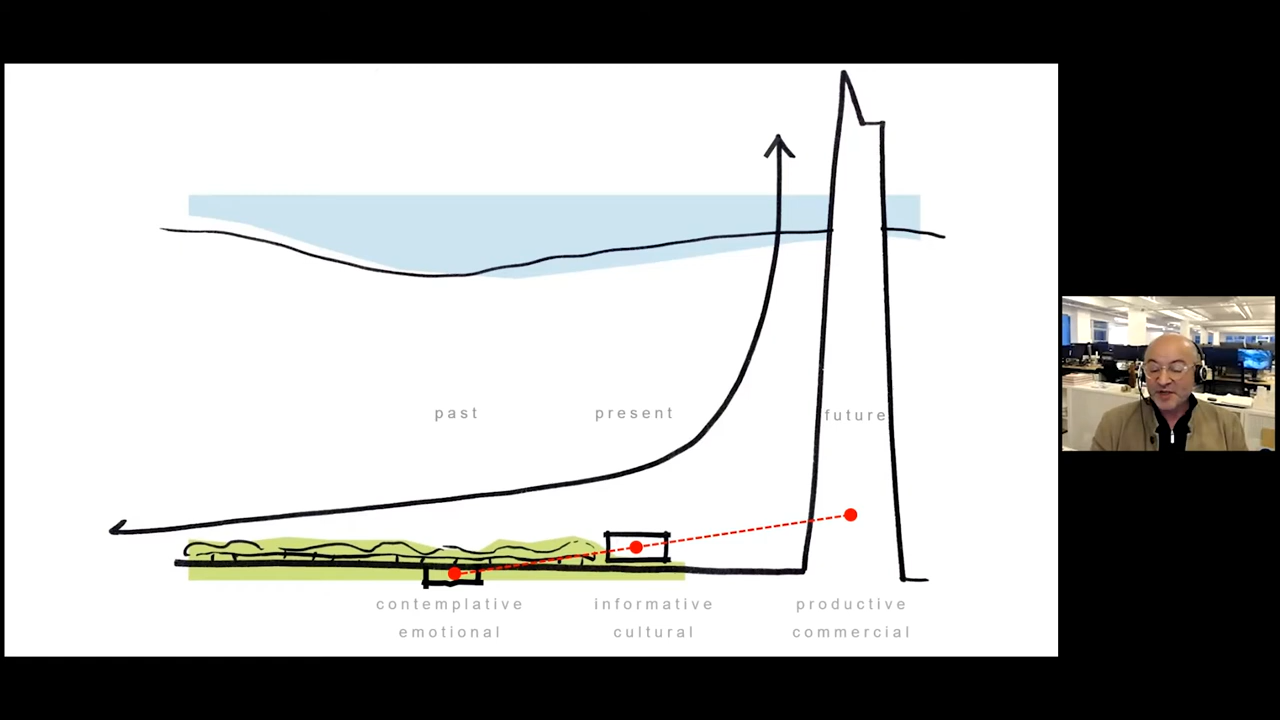 past present future
contemplative informative productive
emotional cultural commercial